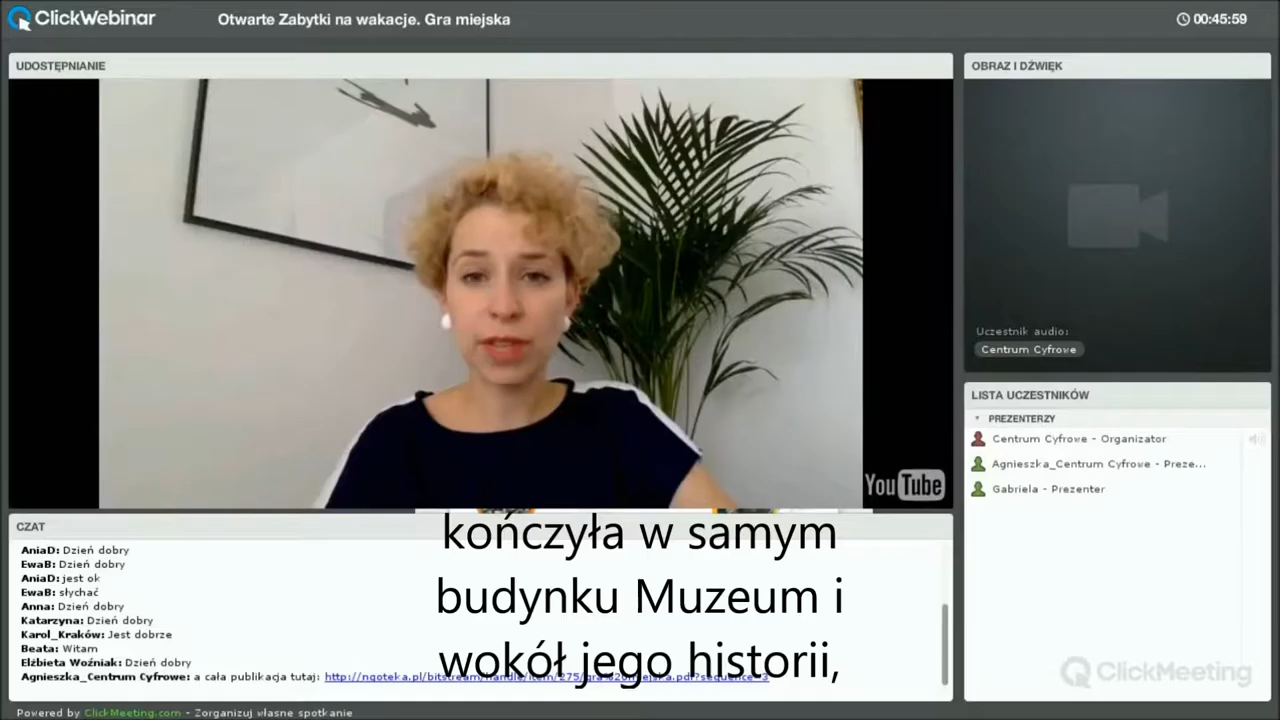 ClickWebinar
Otwarte Zabytki na wakacje. Gra miejska
00:45:59
UDOSTĘPNIANIE
YouTube
OBRAZ I DŹWIĘK
Uczestnik audio:
Centrum Cyfrowe
LISTA UCZESTNIKÓW
PREZENTERZY
Centrum Cyfrowe - Organizator
Agnieszka_Centrum Cyfrowe - Preze...
Gabriela - Prezenter
ClickMeeting
CZAT
AniaD: Dzień dobry
EwaB: Dzień dobry
AniaD: jest ok
EwaB: słychać
Anna: Dzień dobry
Katarzyna: Dzień dobry
Karol_Kraków: Jest dobrze
Beata: Witam
Elżbieta Woźniak: Dzień dobry
Agnieszka_Centrum Cyfrowe: a cała publikacja tutaj:
kończyła w samym
budynku Muzeum i
wokół jego historii,
Powered by ClickMeeting.com - Zorganizuj własne spotkanie